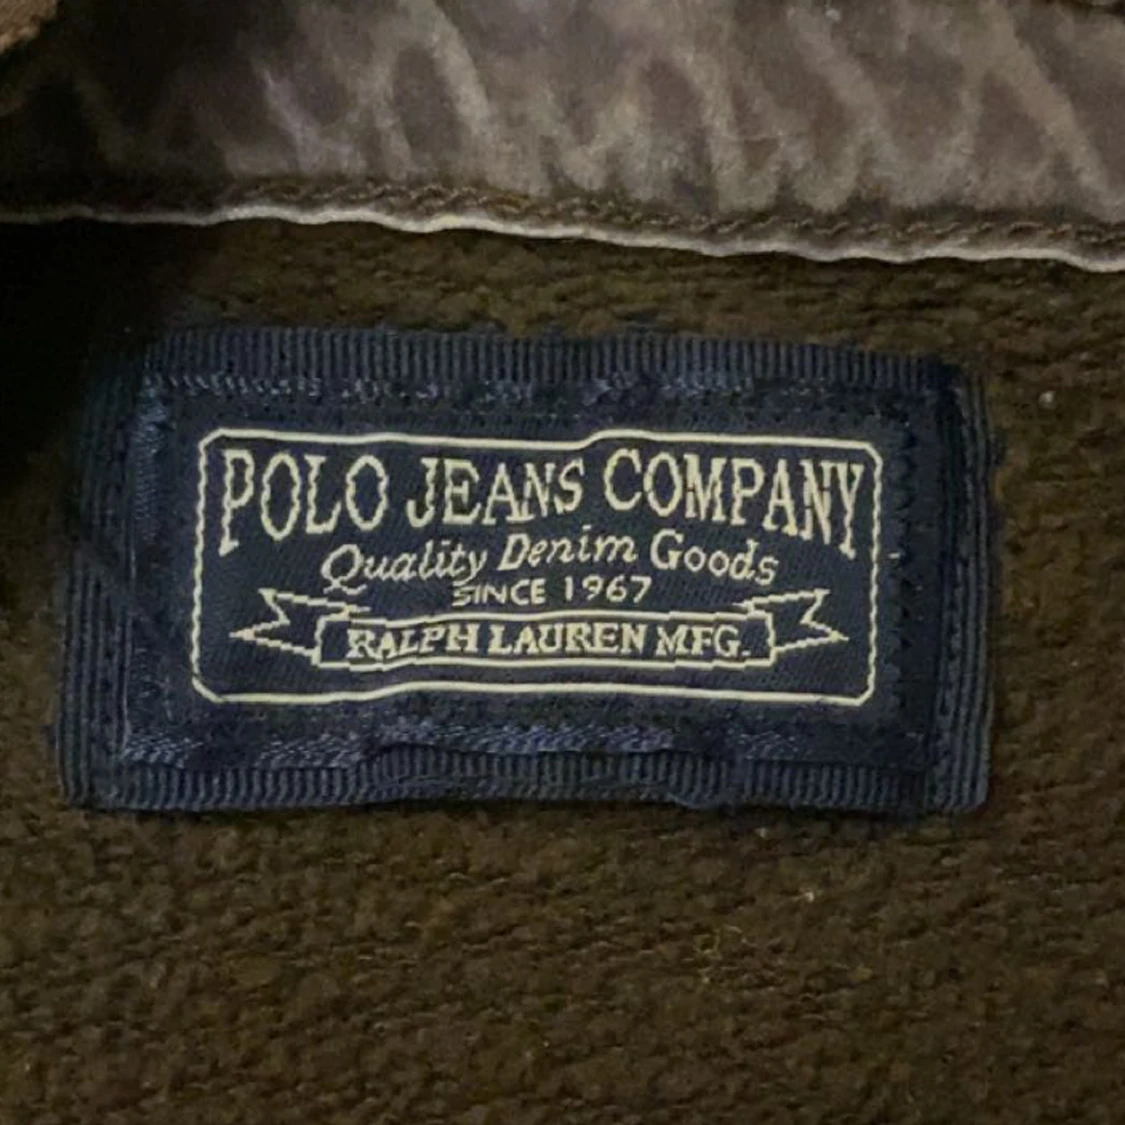 POLO JEANS COMPANY
Quality Denim Goods
SINCE 1967
RALPH LAUREN MFG.